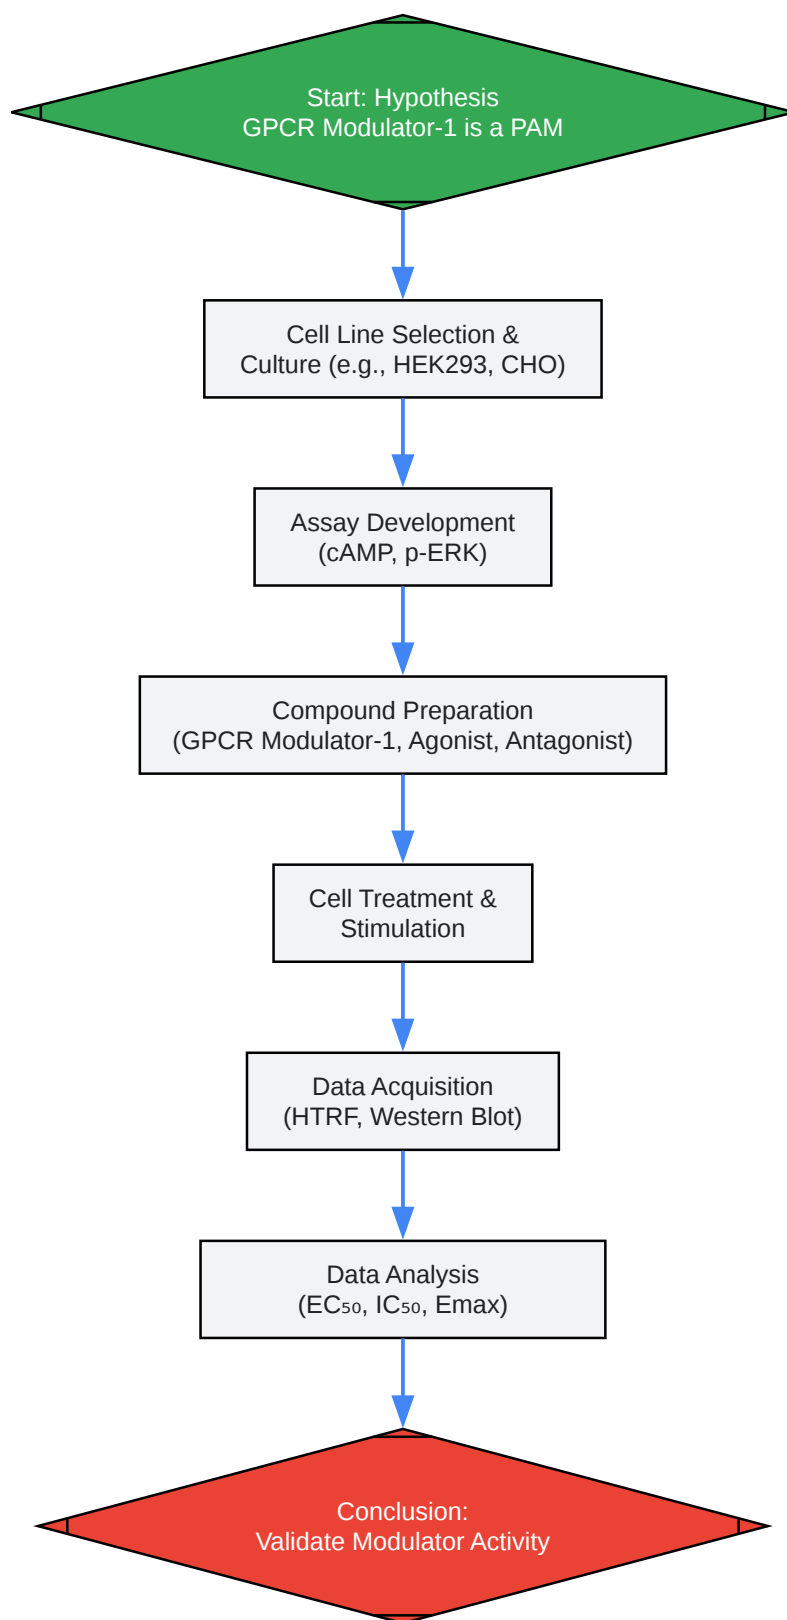 Start: Hypothesis
GPCR Modulator-1 is a PAM
Cell Line Selection &
Culture (e.g., HEK293, CHO)
Assay Development
(cAMP, p-ERK)
Compound Preparation
(GPCR Modulator-1, Agonist, Antagonist)
Cell Treatment &
Stimulation
Data Acquisition
(HTRF, Western Blot)
Data Analysis
(EC₅₀, IC₅₀, Emax)
Conclusion:
Validate Modulator Activity